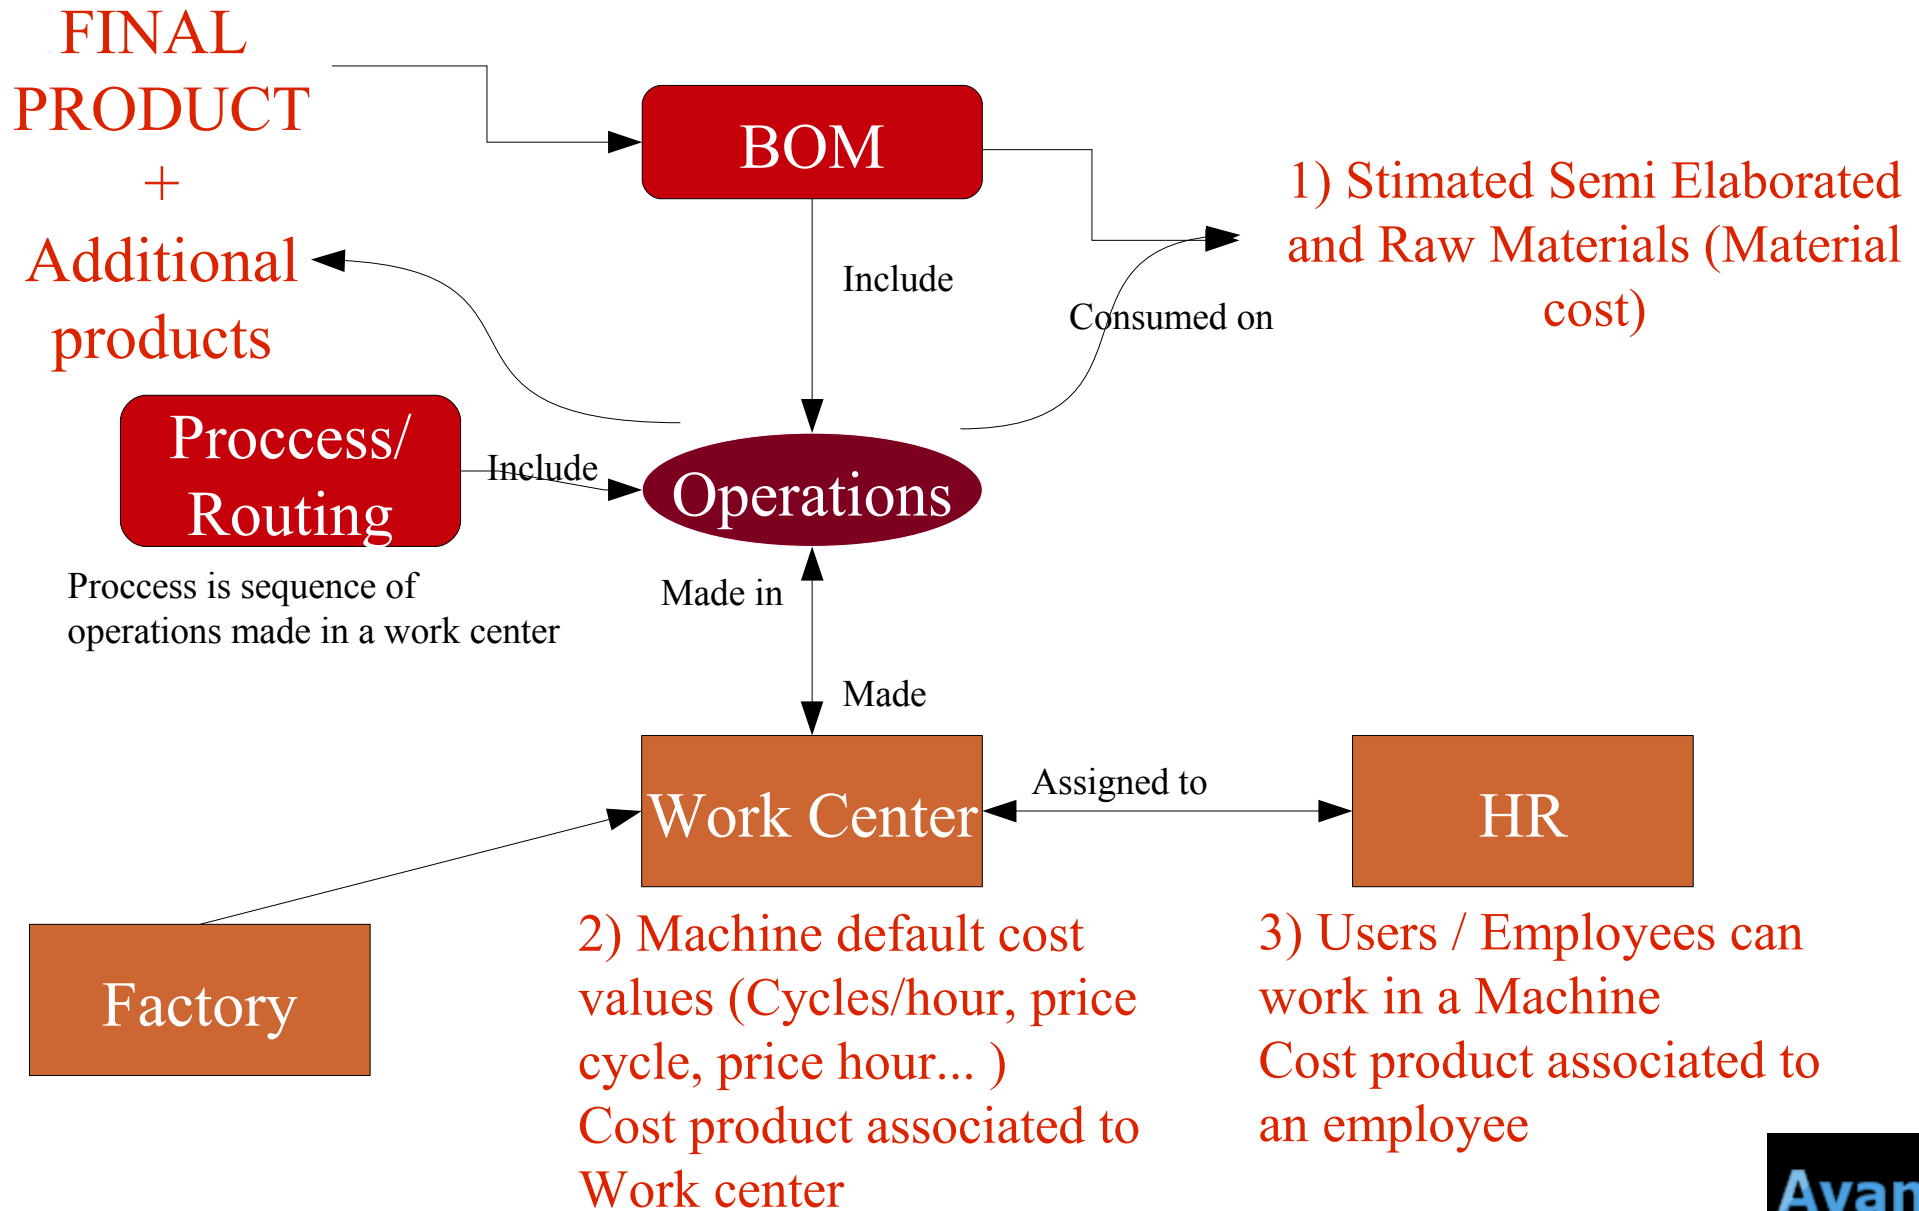 FINAL
PRODUCT
+
Additional
products
BOM
1) Stimated Semi Elaborated
and Raw Materials (Material
cost)
Include
Consumed on
Proccess/
Routing
Include
Operations
Proccess is sequence of
operations made in a work center
Made in
Made
Work Center
Assigned to
HR
Factory
2) Machine default cost
values (Cycles/hour, price
cycle, price hour... )
Cost product associated to
Work center
3) Users / Employees can
work in a Machine
Cost product associated to
an employee
Avan